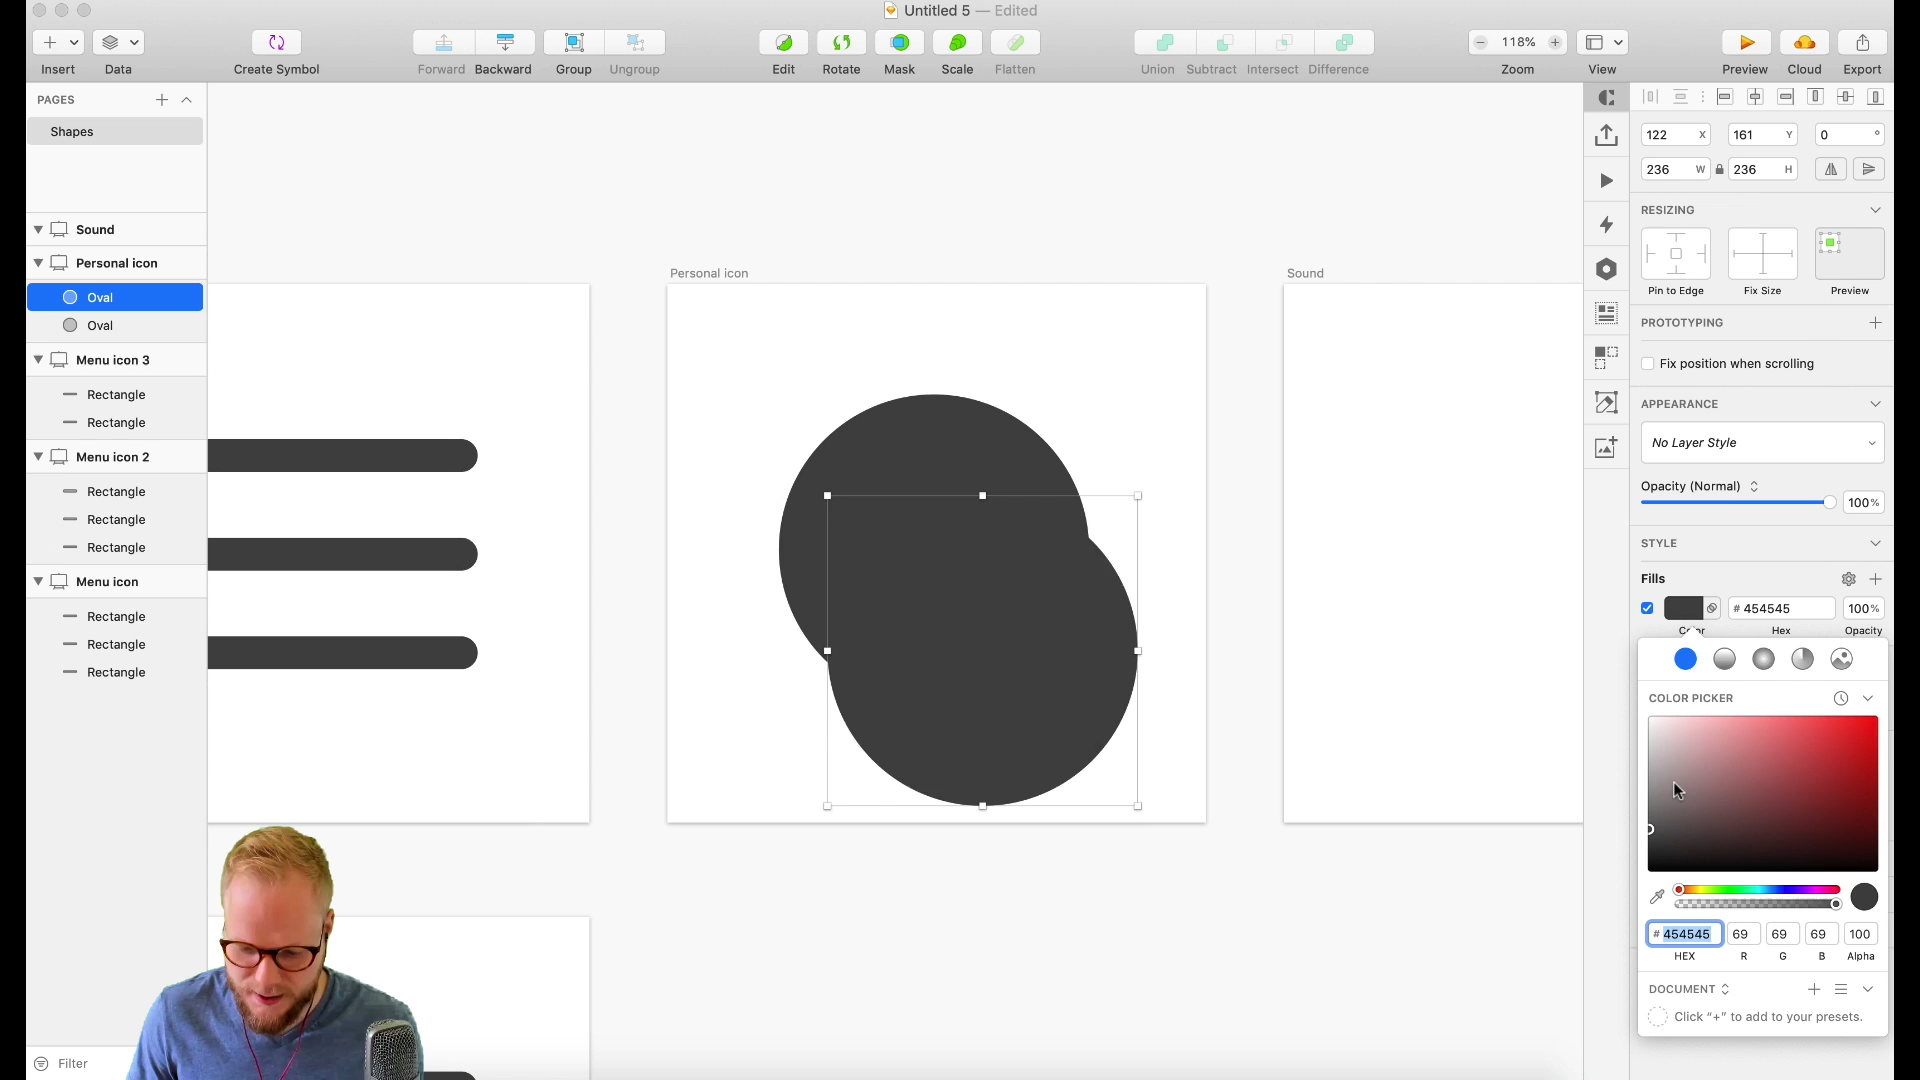 Untitled 5 — Edited
Insert
Data
Create Symbol
Forward
Backward
Group
Ungroup
Edit
Rotate
Mask
Scale
Flatten
Union
Subtract
Intersect
Difference
118%
Zoom
View
Preview
Cloud
Export
PAGES
Shapes
Sound
Personal icon
Oval
Oval
Menu icon 3
Rectangle
Rectangle
Menu icon 2
Rectangle
Rectangle
Rectangle
Menu icon
Rectangle
Rectangle
Rectangle
Filter
Personal icon
Sound
122 X
161 Y
0 °
236 W
236 H
RESIZING
Pin to Edge
Fix Size
Preview
PROTOTYPING
Fix position when scrolling
APPEARANCE
No Layer Style
Opacity (Normal)
100%
STYLE
Fills
# 454545
100%
Color
Hex
Opacity
COLOR PICKER
# 454545
69
69
69
100
HEX
R
G
B
Alpha
DOCUMENT
Click “+” to add to your presets.